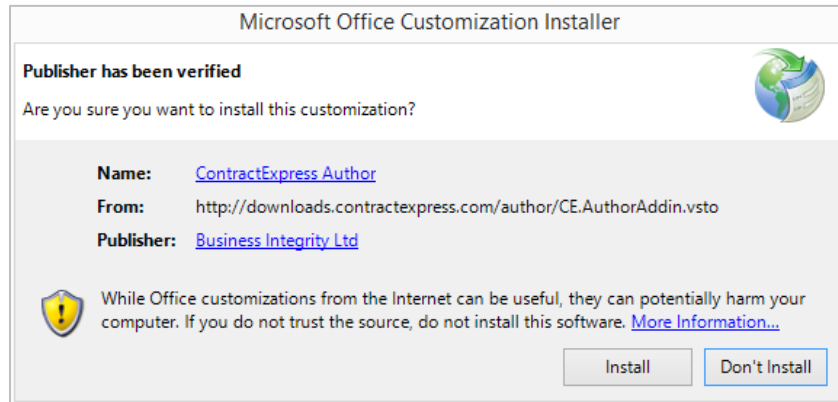 Microsoft Office Customization Installer
Publisher has been verified
Are you sure you want to install this customization?
Name: ContractExpress Author
From: http://downloads.contractexpress.com/author/CE.AuthorAddin.vsto
Publisher: Business Integrity Ltd
While Office customizations from the Internet can be useful, they can potentially harm your
computer. If you do not trust the source, do not install this software. More Information...
Install Don't Install